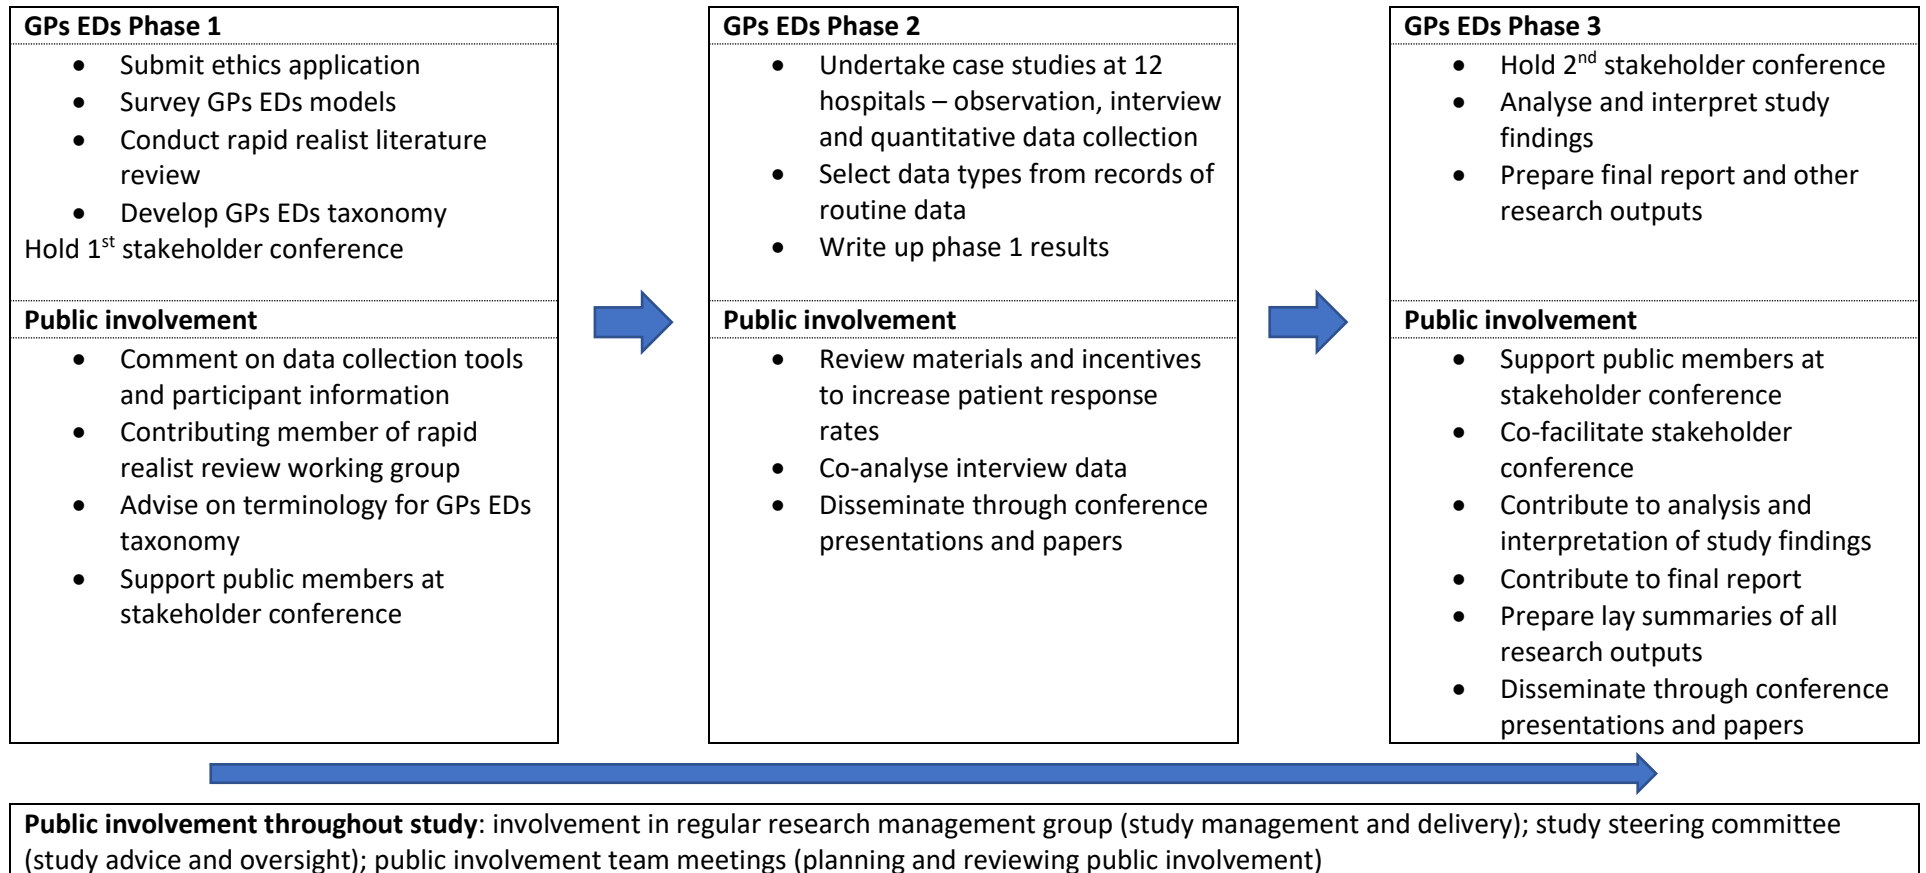 GPs EDs Phase 1
• Submit ethics application
• Survey GPs EDs models
• Conduct rapid realist literature
review
• Develop GPs EDs taxonomy
Hold 1st stakeholder conference
Public involvement
• Comment on data collection tools
and participant information
• Contributing member of rapid
realist review working group
• Advise on terminology for GPs EDs
taxonomy
• Support public members at
stakeholder conference
GPs EDs Phase 2
• Undertake case studies at 12
hospitals – observation, interview
and quantitative data collection
• Select data types from records of
routine data
• Write up phase 1 results
Public involvement
• Review materials and incentives
to increase patient response
rates
• Co-analyse interview data
• Disseminate through conference
presentations and papers
GPs EDs Phase 3
• Hold 2nd stakeholder conference
• Analyse and interpret study
findings
• Prepare final report and other
research outputs
Public involvement
• Support public members at
stakeholder conference
• Co-facilitate stakeholder
conference
• Contribute to analysis and
interpretation of study findings
• Contribute to final report
• Prepare lay summaries of all
research outputs
• Disseminate through conference
presentations and papers
Public involvement throughout study: involvement in regular research management group (study management and delivery); study steering committee
(study advice and oversight); public involvement team meetings (planning and reviewing public involvement)